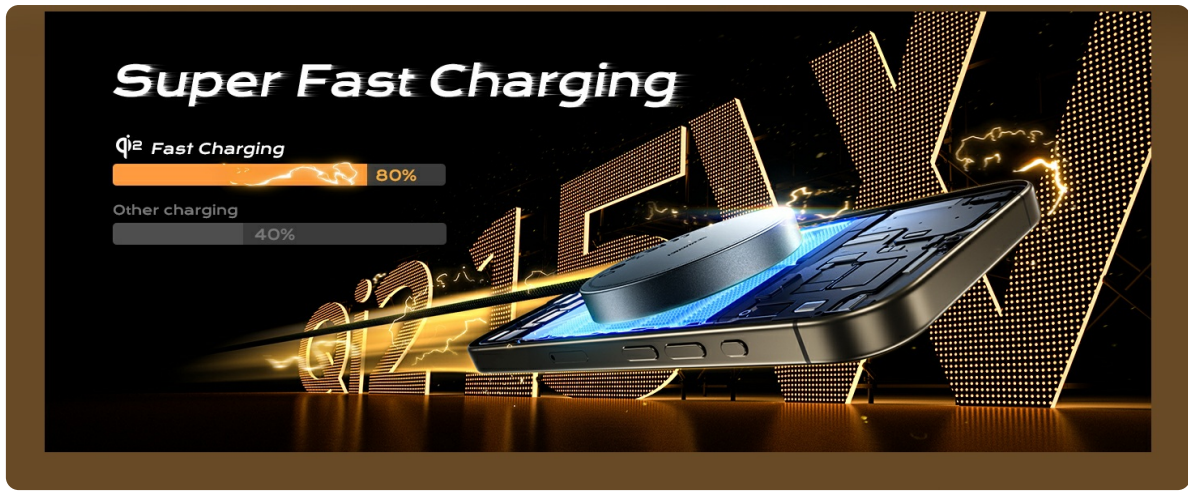 Super Fast Charging
Qi2 Fast Charging
80%
Other charging
40%
Qi2 15W